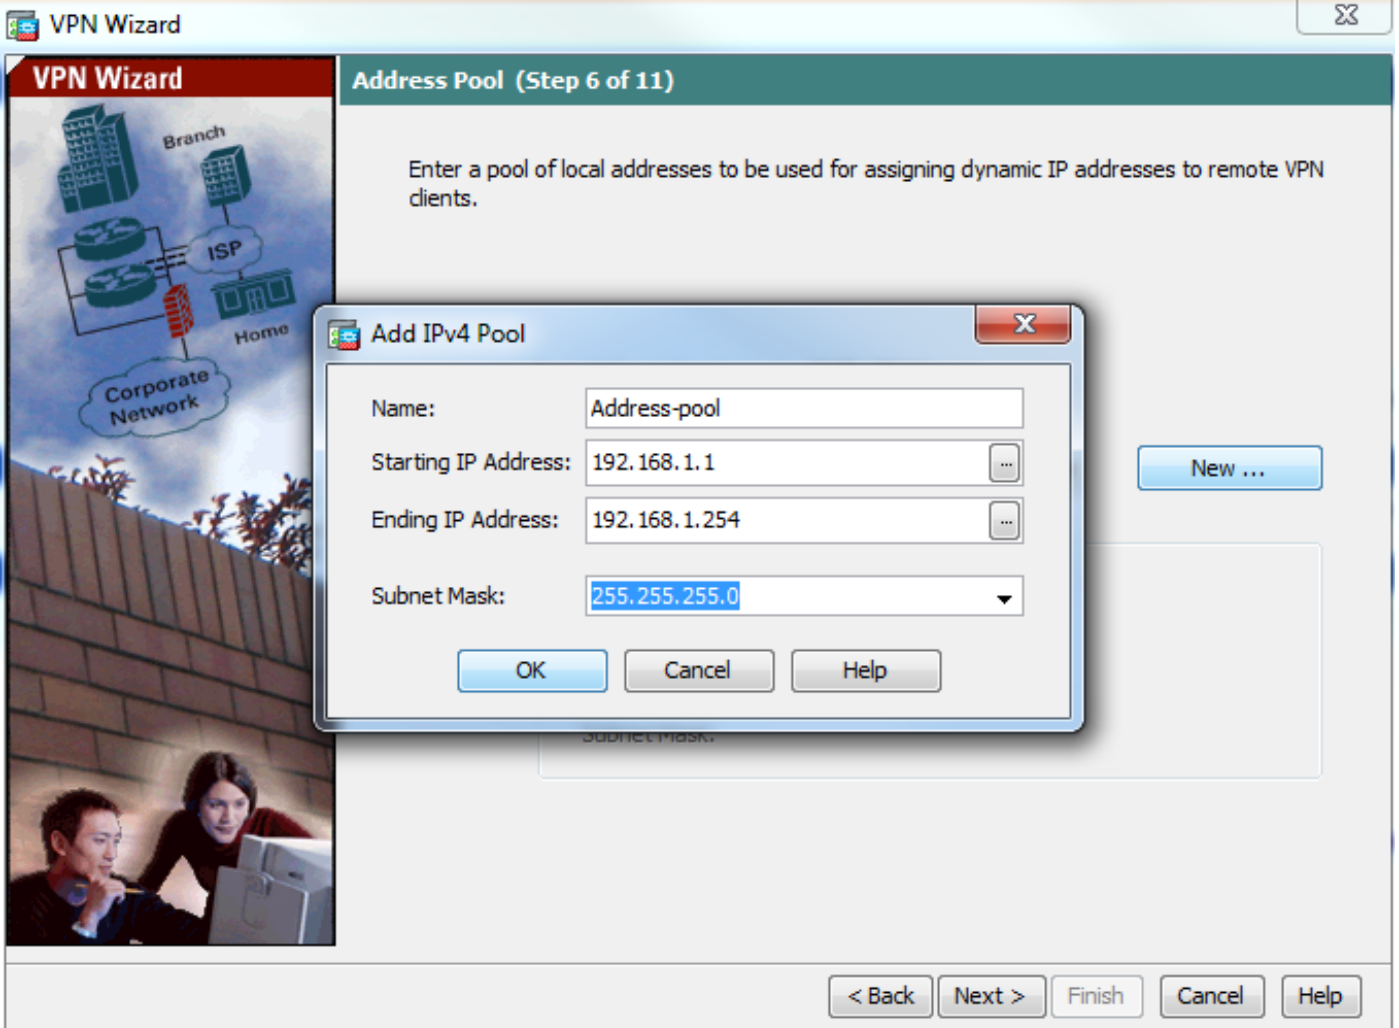 VPN Wizard
VPN Wizard
Address Pool (Step 6 of 11)
Branch
ISP
Home
Corporate
Network
Enter a pool of local addresses to be used for assigning dynamic IP addresses to remote VPN
clients.
Add IPv4 Pool
Name: Address-pool
Starting IP Address: 192.168.1.1 ...
Ending IP Address: 192.168.1.254 ...
Subnet Mask: 255.255.255.0
OK Cancel Help
New ...
Subnet Mask:
< Back Next > Finish Cancel Help